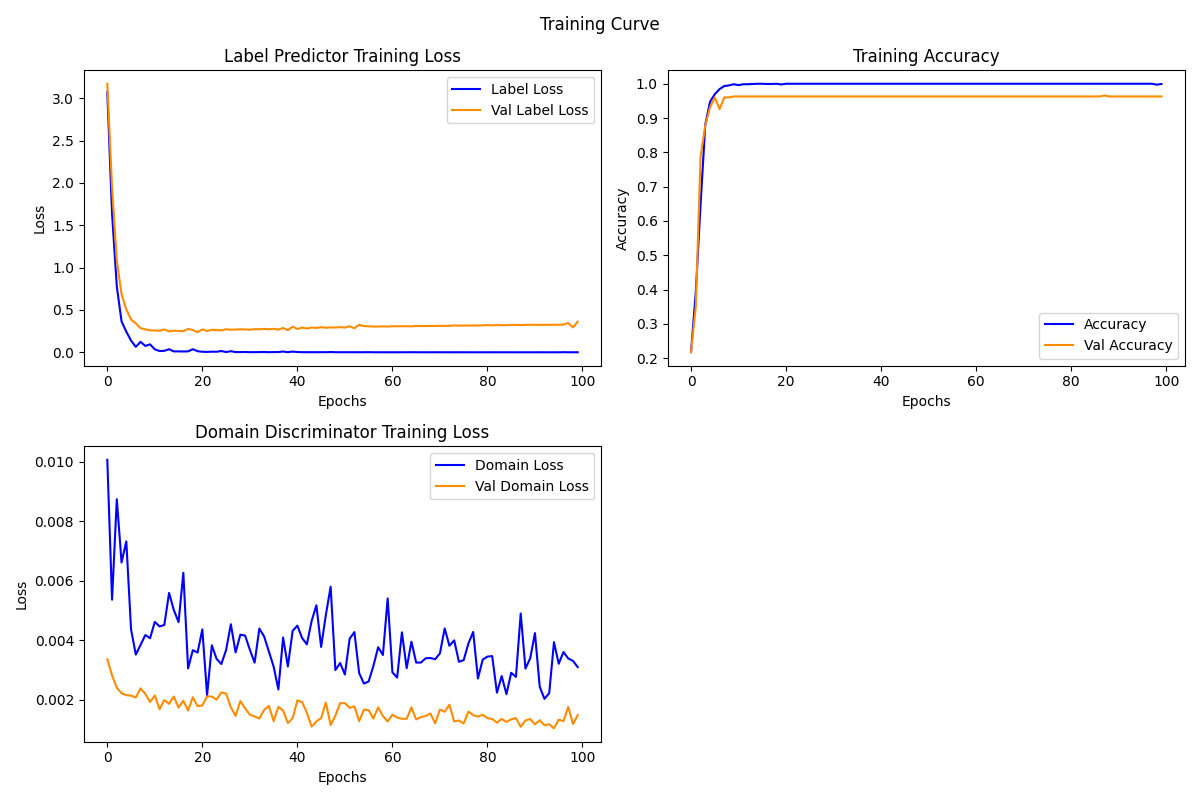 Training Curve
Label Predictor Training Loss
Loss
3.0
2.5
2.0
1.5
1.0
0.5
0.0
Label Loss
Val Label Loss
0 20 40 60 80 100
Epochs
Training Accuracy
Accuracy
1.0
0.9
0.8
0.7
0.6
0.5
0.4
0.3
0.2
Accuracy
Val Accuracy
0 20 40 60 80 100
Epochs
Domain Discriminator Training Loss
Loss
0.010
0.008
0.006
0.004
0.002
Domain Loss
Val Domain Loss
0 20 40 60 80 100
Epochs